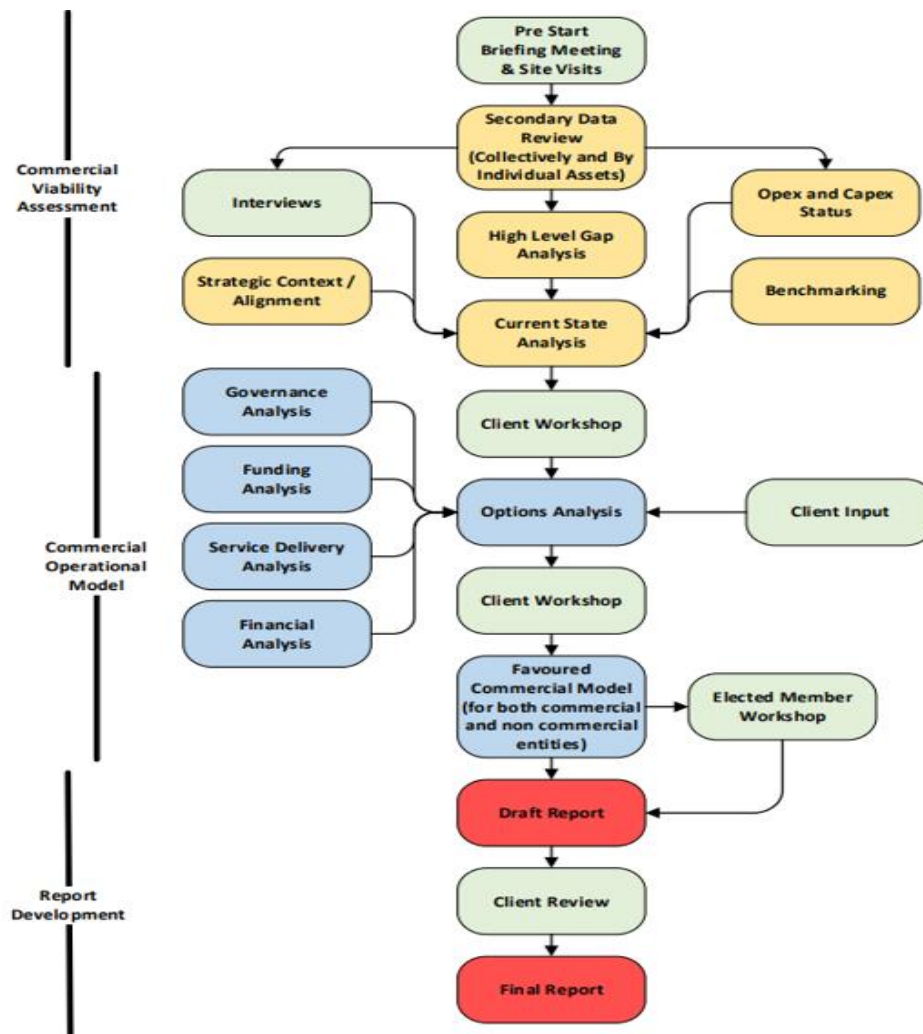 Pre Start
Briefing Meeting
& Site Visits
Secondary Data
Review
(Collectively and By
Individual Assets)
Commercial
Viability
Assessment
Interviews
Opex and Capex
Status
High Level Gap
Analysis
Strategic Context /
Alignment
Benchmarking
Current State
Analysis
Governance
Analysis
Client Workshop
Funding
Analysis
Options Analysis
Client Input
Commercial
Operational
Model
Service Delivery
Analysis
Client Workshop
Financial
Analysis
Favoured
Commercial Model
(for both commercial
and non commercial
entities)
Elected Member
Workshop
Draft Report
Report
Development
Client Review
Final Report